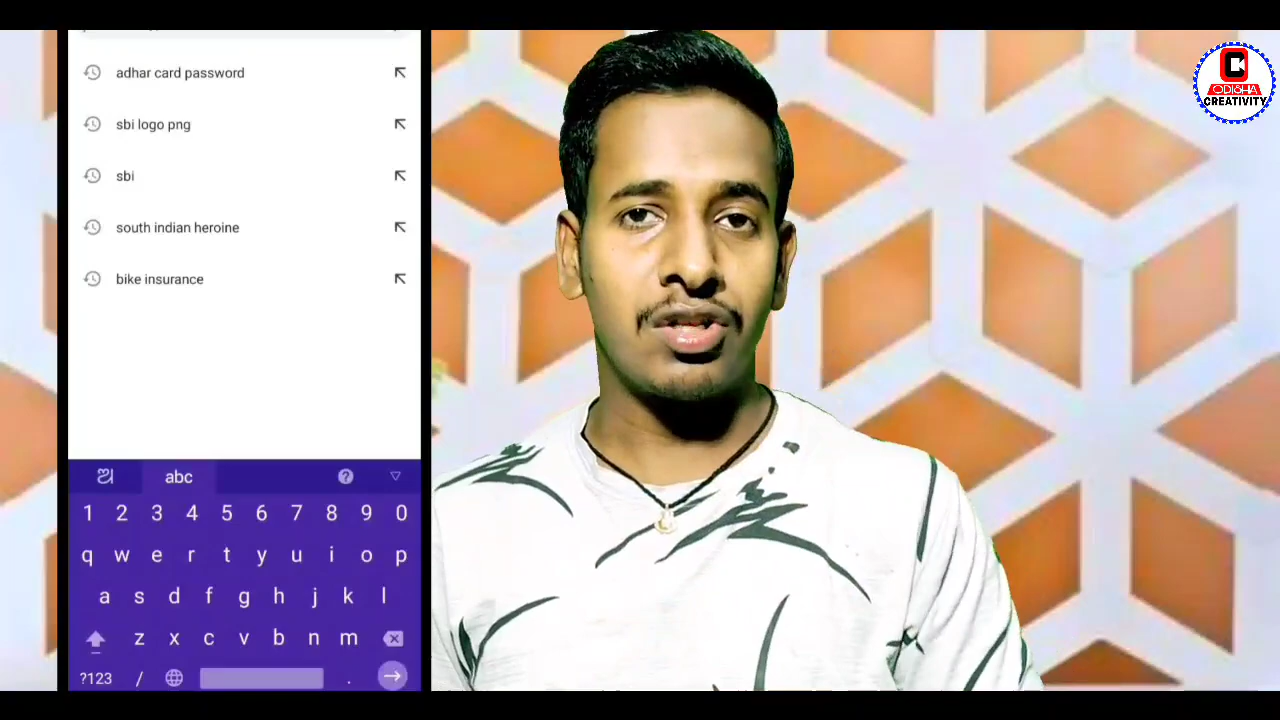 adhar card password
sbi logo png
sbi
south indian heroine
bike insurance
ଅ abc ?
1 2 3 4 5 6 7 8 9 0
q w e r t y u i o p
a s d f g h j k l
z x c v b n m
?123 / .
ODISHA
CREATIVITY